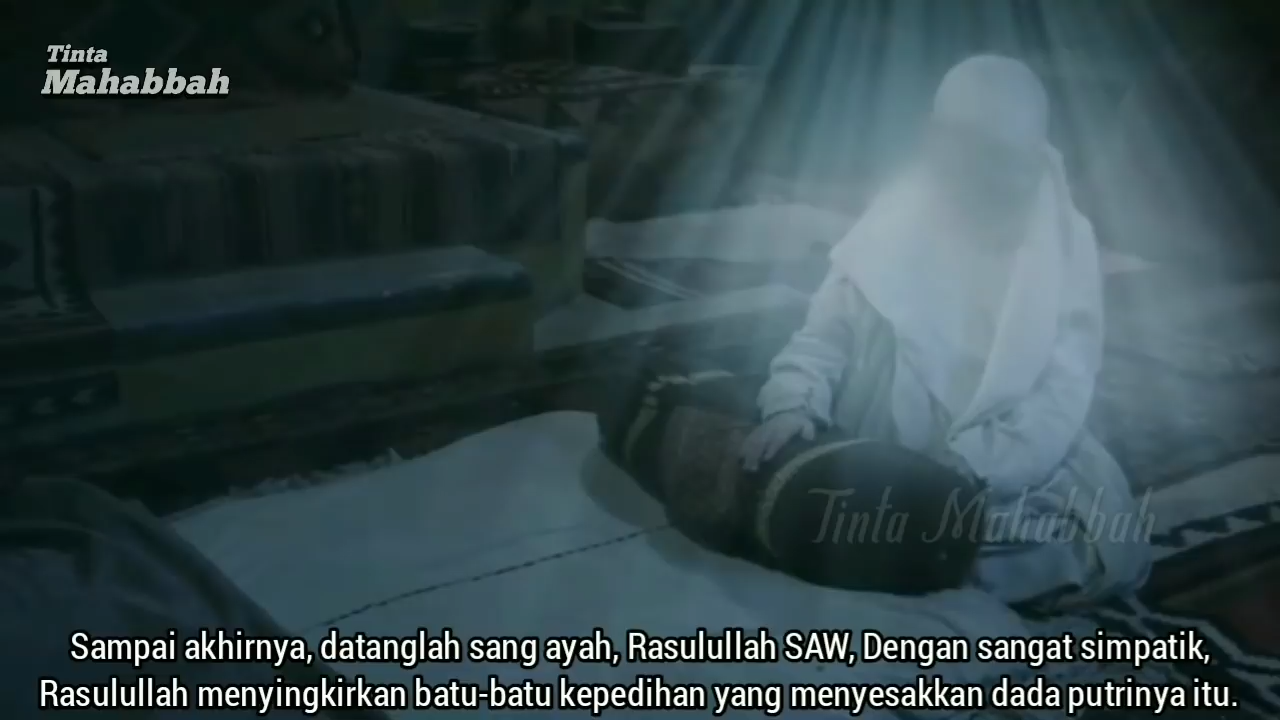 Tinta
Mahabbah
Tinta Mahabbah
Sampai akhirnya, datanglah sang ayah, Rasulullah SAW, Dengan sangat simpatik,
Rasulullah menyingkirkan batu-batu kepedihan yang menyesakkan dada putrinya itu.